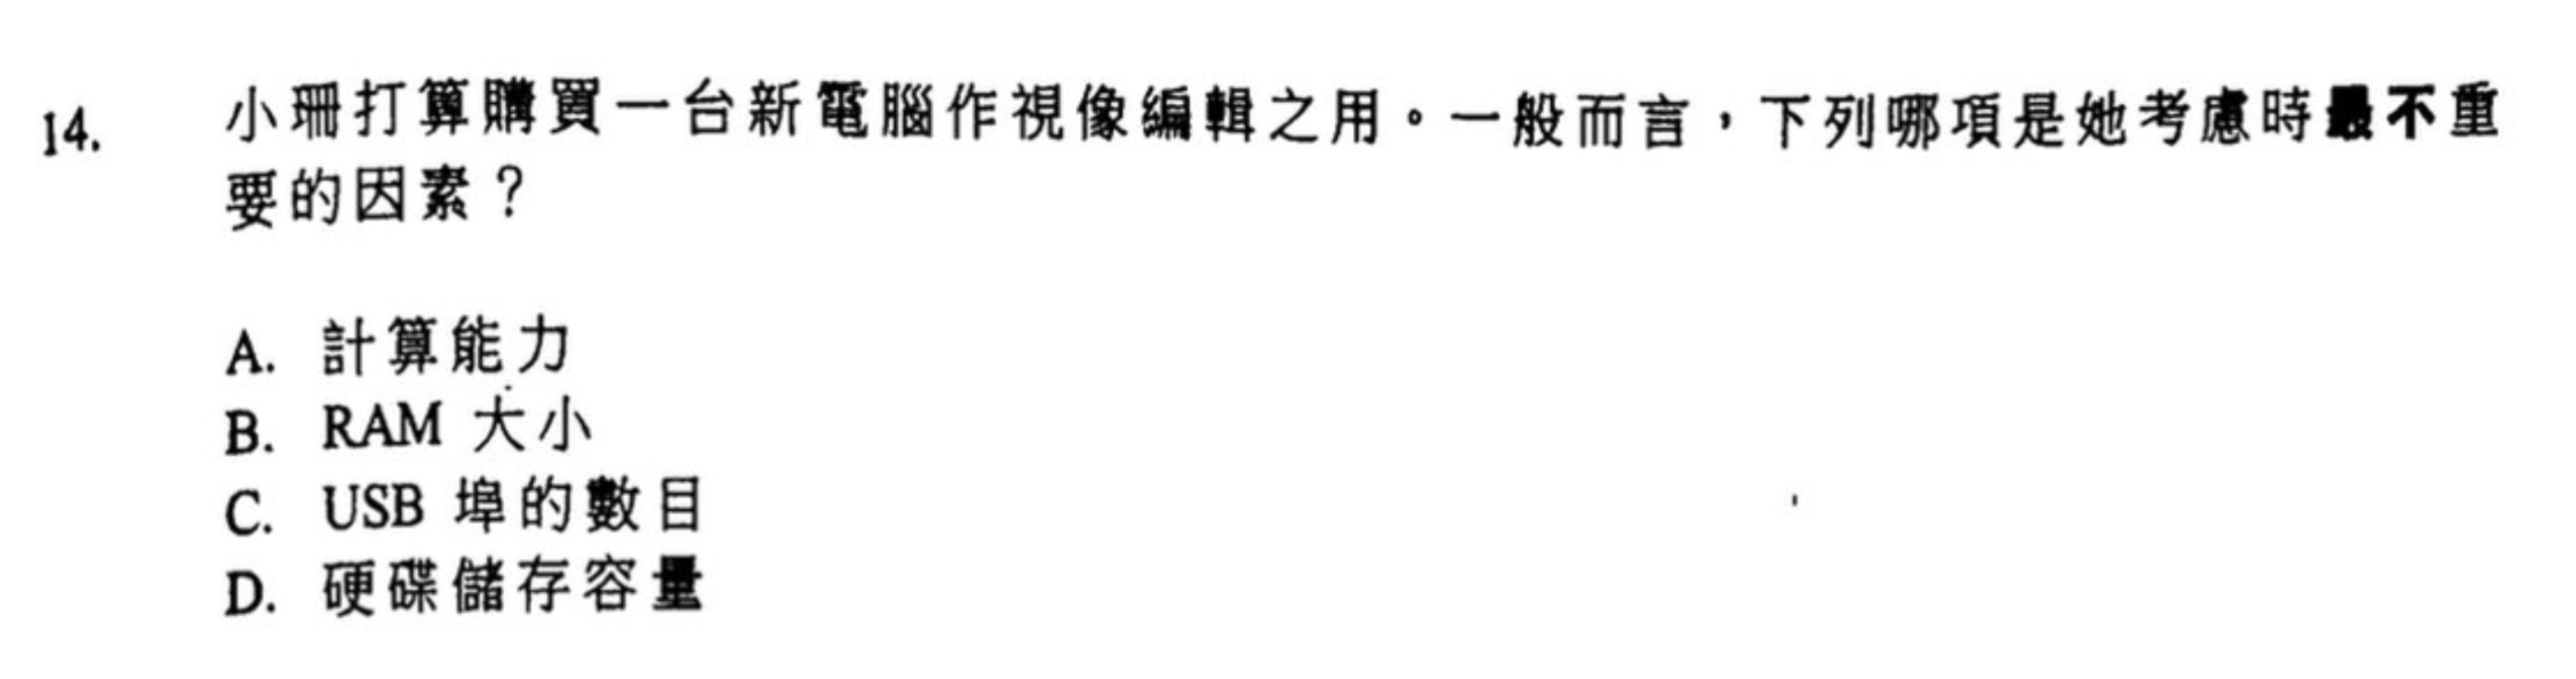 14. 小珊打算購買一台新電腦作視像編輯之用。一般而言，下列哪項是她考慮時最不重
要的因素？
A. 計算能力
B. RAM 大小
C. USB 埠的數目
D. 硬碟儲存容量